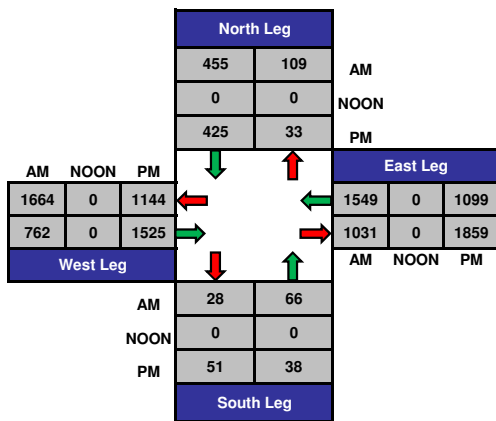 North Leg
455 109 AM
0 0 NOON
425 33 PM
AM NOON PM East Leg
1664 0 1144 1549 0 1099
762 0 1525 1031 0 1859
West Leg AM NOON PM
AM 28 66
NOON 0 0
PM 51 38
South Leg